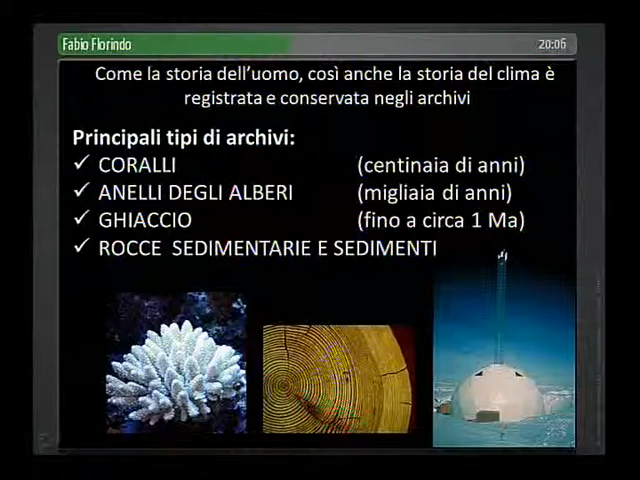 Fabio Florindo
20:06
Come la storia dell'uomo, così anche la storia del clima è
registrata e conservata negli archivi
Principali tipi di archivi:
✓ CORALLI (centinaia di anni)
✓ ANELLI DEGLI ALBERI (migliaia di anni)
✓ GHIACCIO (fino a circa 1 Ma)
✓ ROCCE SEDIMENTARIE E SEDIMENTI